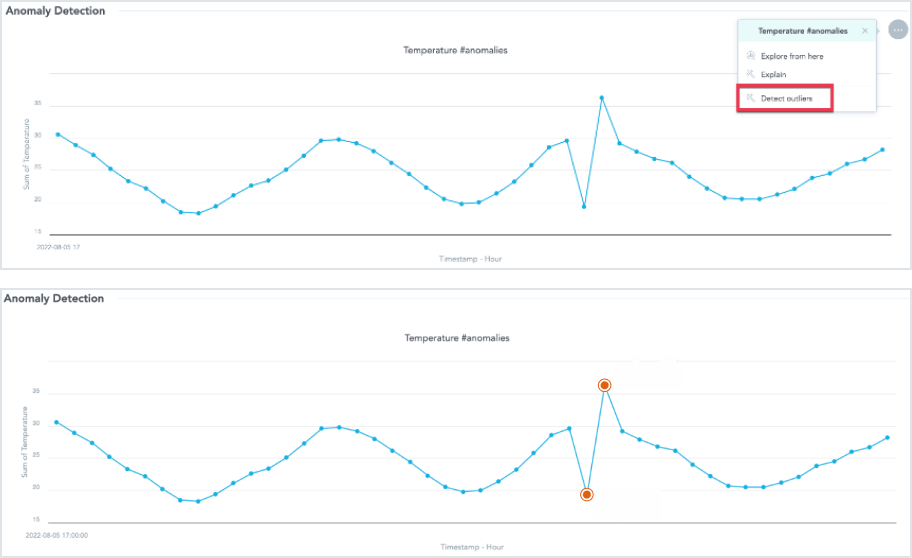 Anomaly Detection
Temperature #anomalies
×
...
Explore from here
Explain
Detect outliers
Temperature #anomalies
35
30
25
20
15
Sum of Temperature
2022-08-05 17
Timestamp - Hour
Anomaly Detection
Temperature #anomalies
35
30
25
20
15
Sum of Temperature
2022-08-05 17:00:00
Timestamp - Hour